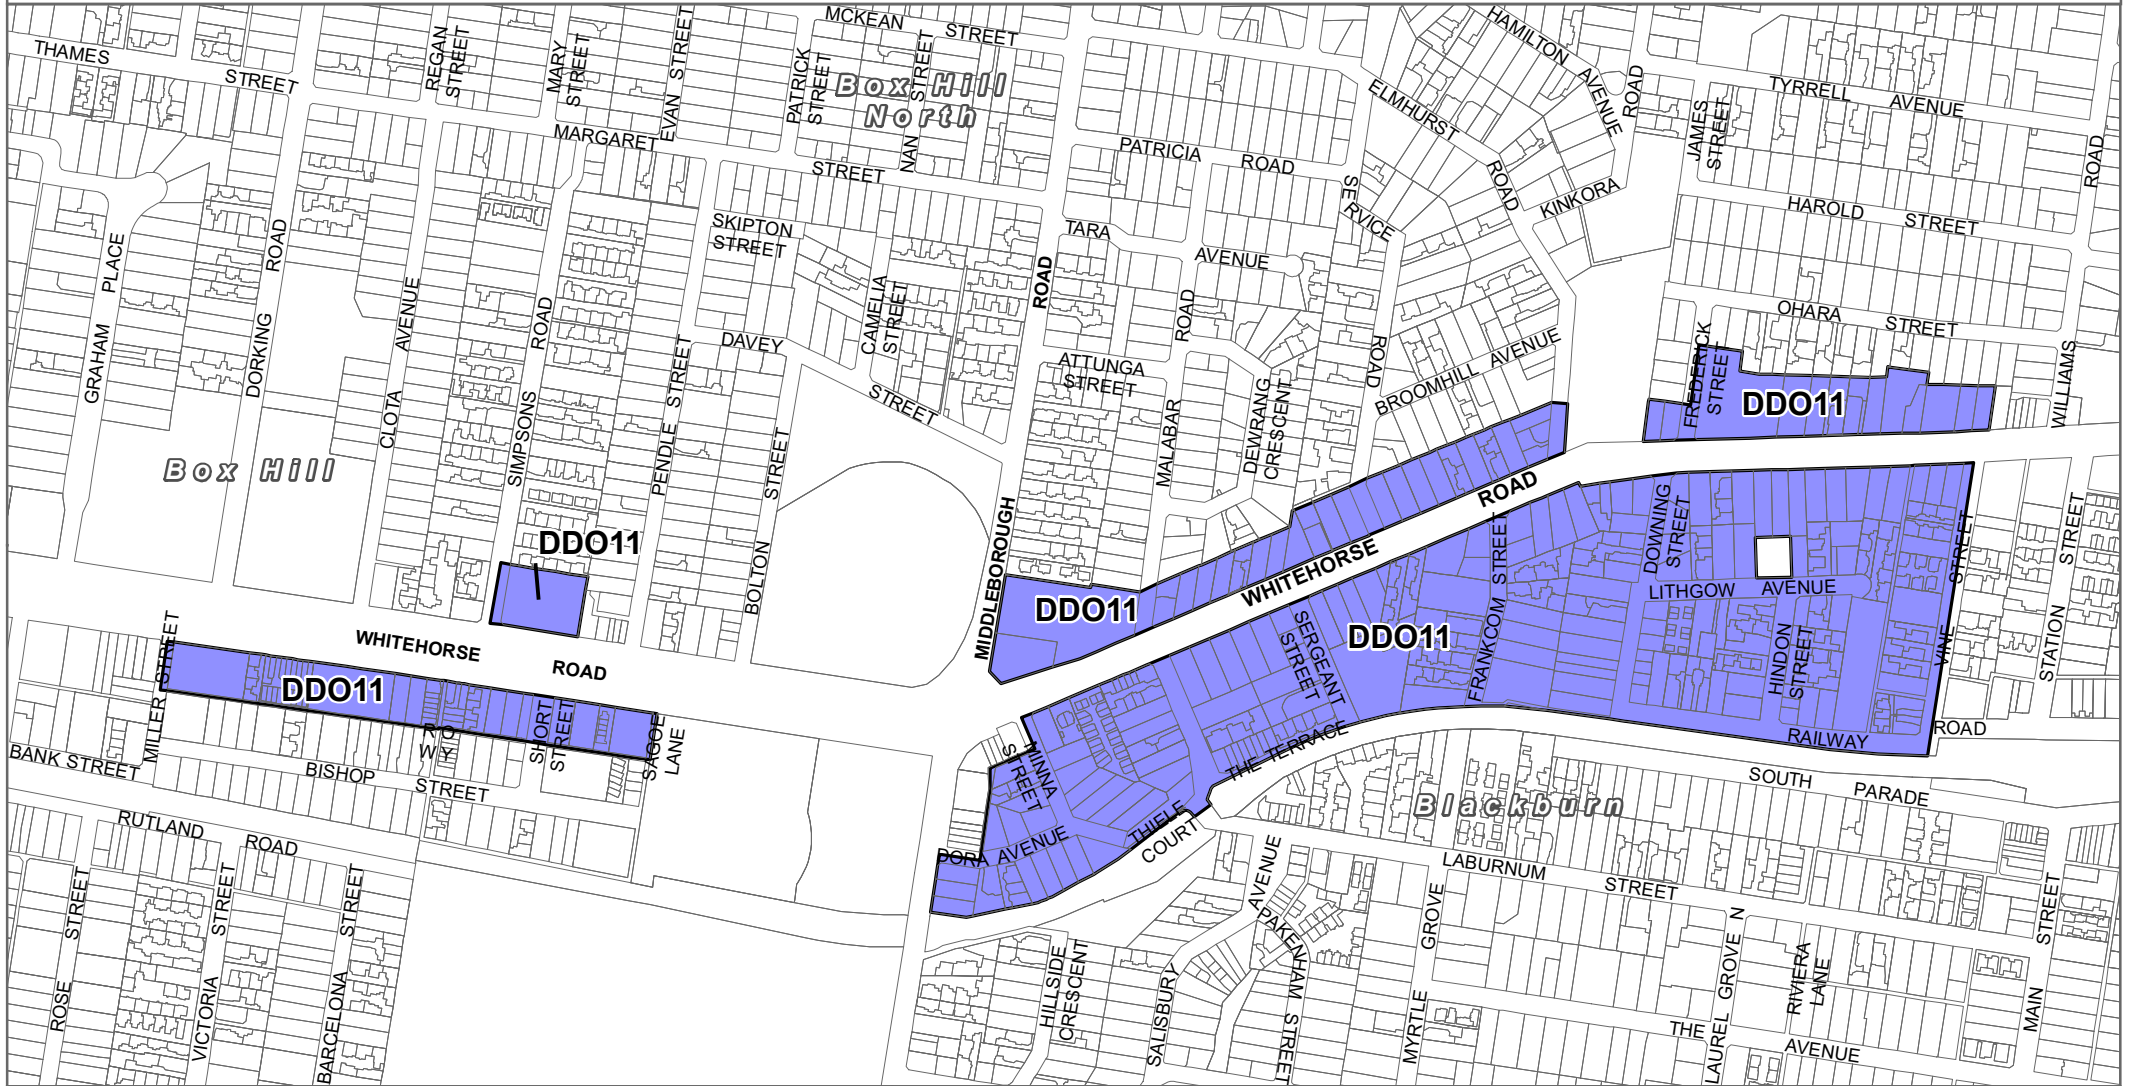 MCKEAN
STREET
HAMILTON
AVENUE
THAMES
STREET
REGAN
STREET
MARY
STREET
EVAN STREET
PATRICK
STREET
NAN STREET
Box Hill
North
ELMHURST
ROAD
ROAD
TYRRELL
AVENUE
JAMES
STREET
ROAD
MARGARET
STREET
PATRICIA
ROAD
SERVICE
ROAD
KINKORA
HAROLD
STREET
SKIPTON
STREET
TARA
AVENUE
GRAHAM PLACE
DORKING ROAD
CLOTA AVENUE
SIMPSONS ROAD
PENDLE STREET
DAVEY
STREET
CAMELIA
STREET
ROAD
MALABAR ROAD
ATTUNGA
STREET
DEWRANG
CRESCENT
BROOMHILL AVENUE
OHARA
STREET
FREDERICK
STREET
WILLIAMS
DDO11
Box Hill
BOLTON STREET
MIDDLEBOROUGH
DDO11
WHITEHORSE
ROAD
DDO11
WHITEHORSE
ROAD
DDO11
DDO11
DOWNING
STREET
LITHGOW
AVENUE
HINDON
STREET
FRANKCOM STREET
SERGEANT
STREET
VINE STREET
STATION STREET
MILLER STREET
DDO11
RO
WY
SHORT
STREET
SAGOE
LANE
BANK STREET
BISHOP
STREET
RUTLAND
ROAD
MINNA
STREET
THE TERRACE
RAILWAY
ROAD
SOUTH
PARADE
Blackburn
DORA AVENUE
THIELE
COURT
LABURNUM
STREET
ROSE STREET
VICTORIA STREET
BARCELONA STREET
HILLSIDE
CRESCENT
SALISBURY
AVENUE
PAKENHAM STREET
MYRTLE GROVE
LAUREL GROVE N
RIVIERA
LANE
MAIN STREET
THE
AVENUE